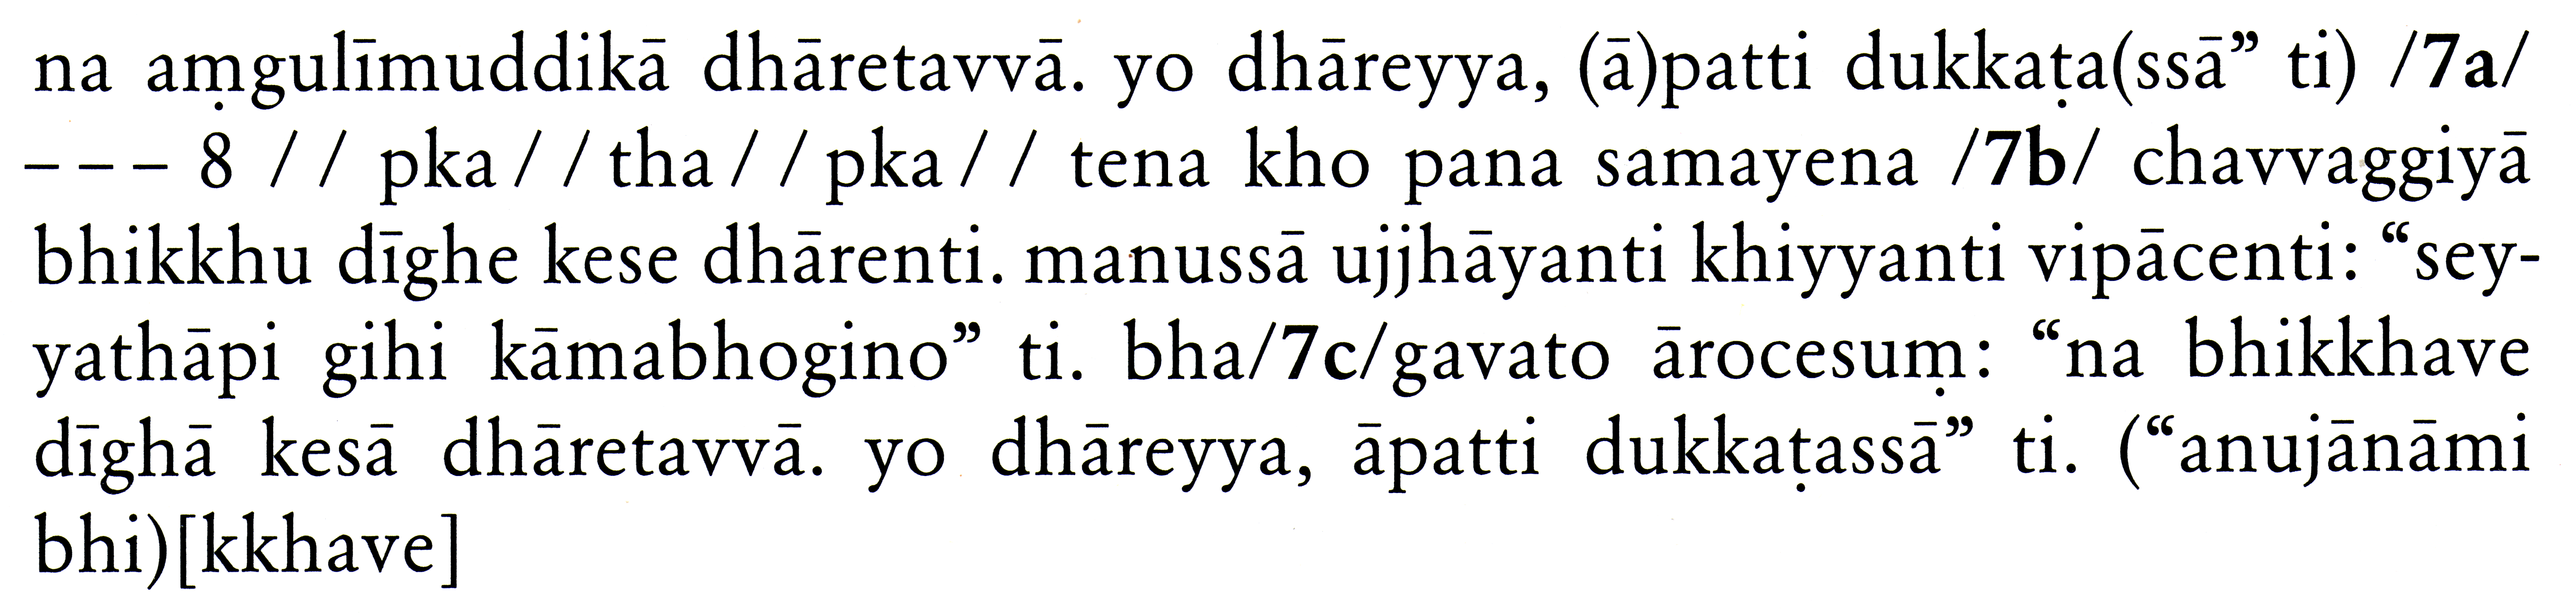 na aṃgulīmuddikā dhāretavvā. yo dhāreyya, (ā)patti dukkaṭa(ssā” ti) /7a/
– – – 8 / / pka / / tha / / pka / / tena kho pana samayena /7b/ chavvaggiyā
bhikkhu dīghe kese dhārenti. manussā ujjhāyanti khiyyanti vipācenti: “sey-
yathāpi gihi kāmabhogino” ti. bha/7c/gavato ārocesuṃ: “na bhikkhave
dīghā kesā dhāretavvā. yo dhāreyya, āpatti dukkaṭassā” ti. (“anujānāmi
bhi)[kkhave]